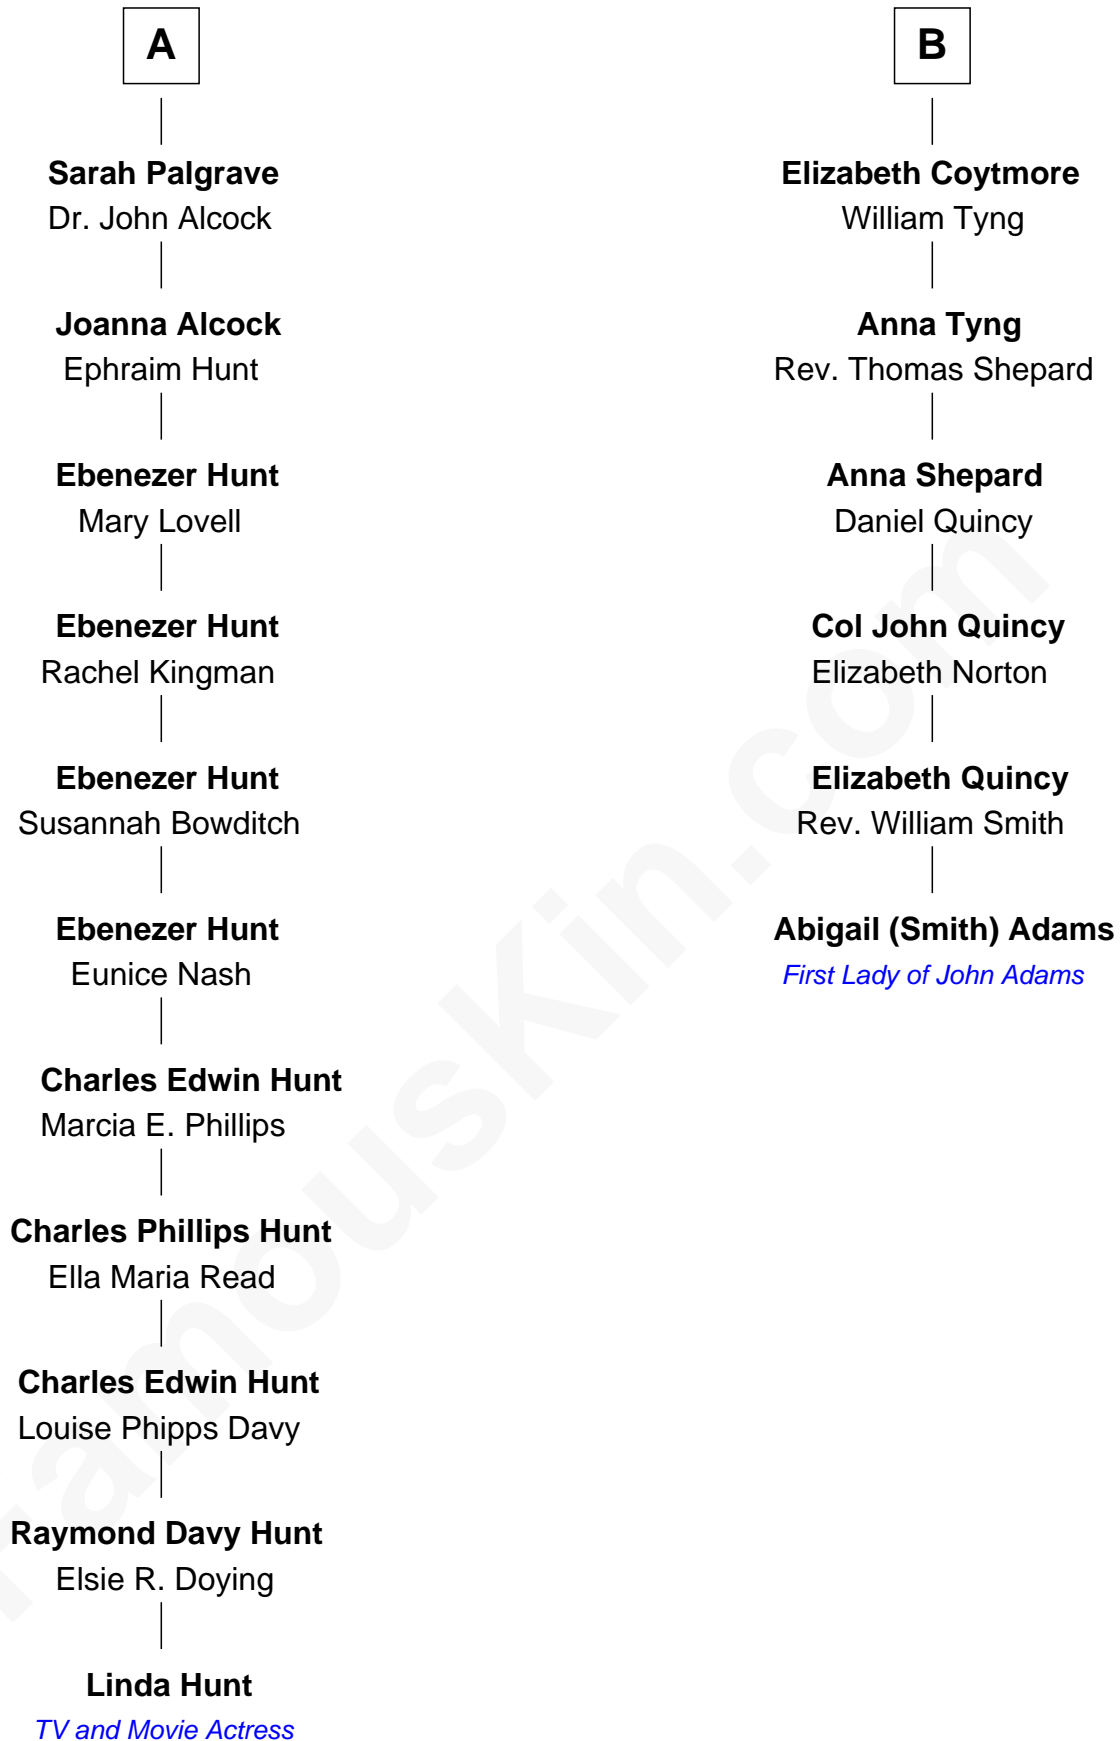 A
Sarah Palgrave
Dr. John Alcock
Joanna Alcock
Ephraim Hunt
Ebenezer Hunt
Mary Lovell
Ebenezer Hunt
Rachel Kingman
Ebenezer Hunt
Susannah Bowditch
Ebenezer Hunt
Eunice Nash
Charles Edwin Hunt
Marcia E. Phillips
Charles Phillips Hunt
Ella Maria Read
Charles Edwin Hunt
Louise Phipps Davy
Raymond Davy Hunt
Elsie R. Doying
Linda Hunt
TV and Movie Actress
B
Elizabeth Coytmore
William Tyng
Anna Tyng
Rev. Thomas Shepard
Anna Shepard
Daniel Quincy
Col John Quincy
Elizabeth Norton
Elizabeth Quincy
Rev. William Smith
Abigail (Smith) Adams
First Lady of John Adams
FamousKin.com